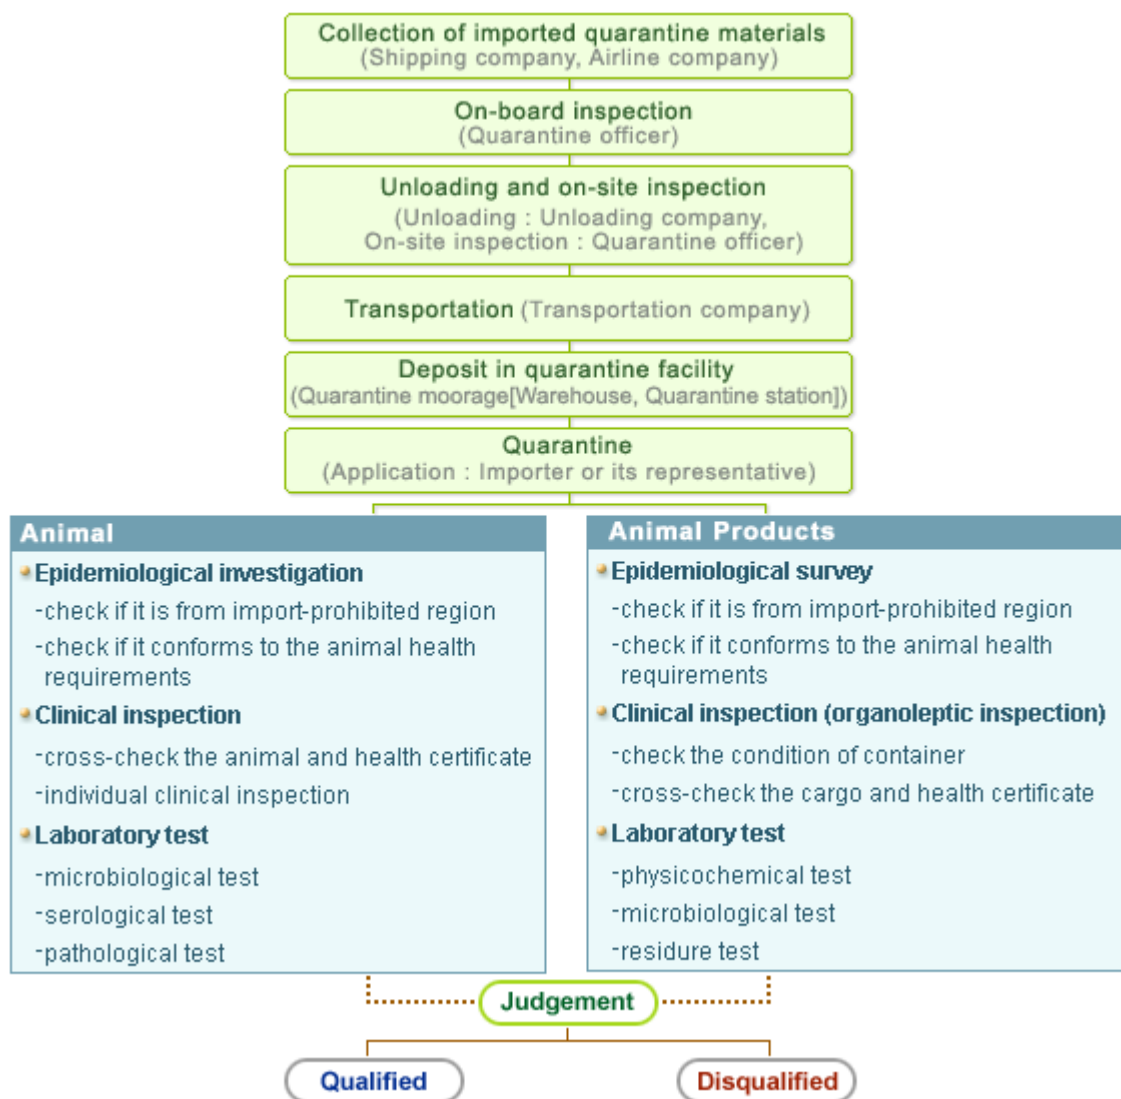 Collection of imported quarantine materials
(Shipping company, Airline company)
On-board inspection
(Quarantine officer)
Unloading and on-site inspection
(Unloading : Unloading company,
On-site inspection : Quarantine officer)
Transportation (Transportation company)
Deposit in quarantine facility
(Quarantine moorage[Warehouse, Quarantine station])
Quarantine
(Application : Importer or its representative)
Animal
Epidemiological investigation
-check if it is from import-prohibited region
-check if it conforms to the animal health
requirements
Clinical inspection
-cross-check the animal and health certificate
-individual clinical inspection
Laboratory test
-microbiological test
-serological test
-pathological test
Animal Products
Epidemiological survey
-check if it is from import-prohibited region
-check if it conforms to the animal health
requirements
Clinical inspection (organoleptic inspection)
-check the condition of container
-cross-check the cargo and health certificate
Laboratory test
-physicochemical test
-microbiological test
-residure test
Judgement
Qualified
Disqualified